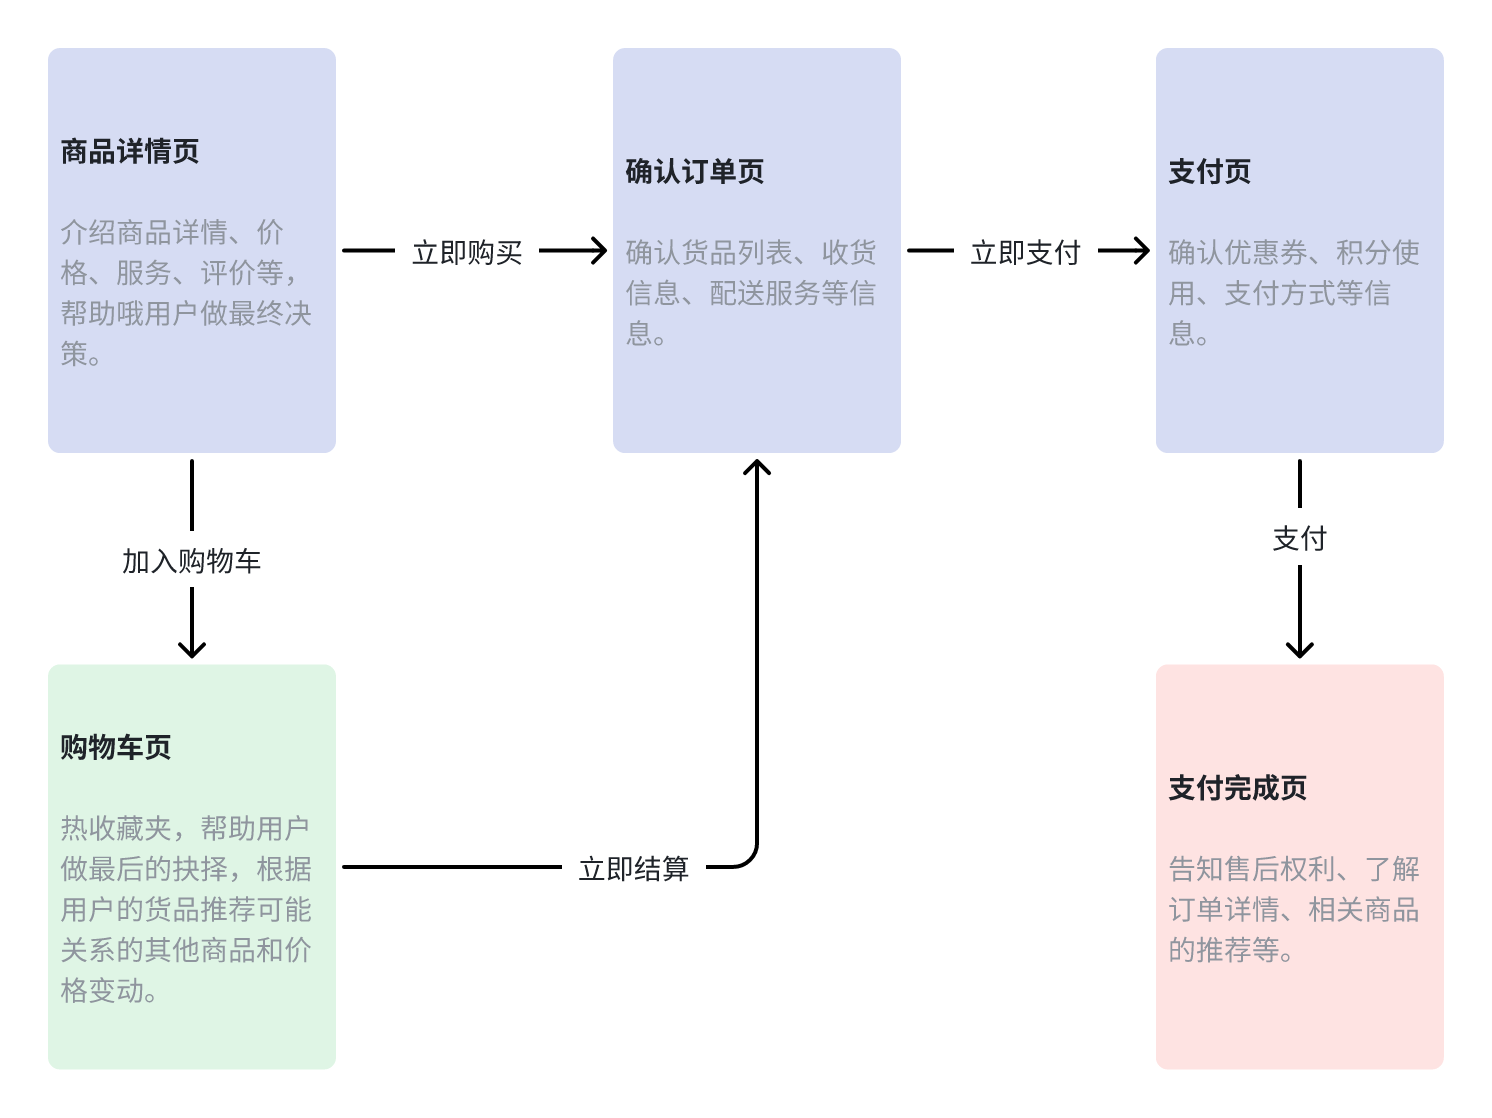 商品详情页
介绍商品详情、价
格、服务、评价等，
帮助哦用户做最终决
策。
立即购买
确认订单页
确认货品列表、收货
信息、配送服务等信
息。
立即支付
支付页
确认优惠券、积分使
用、支付方式等信
息。
加入购物车
支付
购物车页
热收藏夹，帮助用户
做最后的抉择，根据
用户的货品推荐可能
关系的其他商品和价
格变动。
立即结算
支付完成页
告知售后权利、了解
订单详情、相关商品
的推荐等。